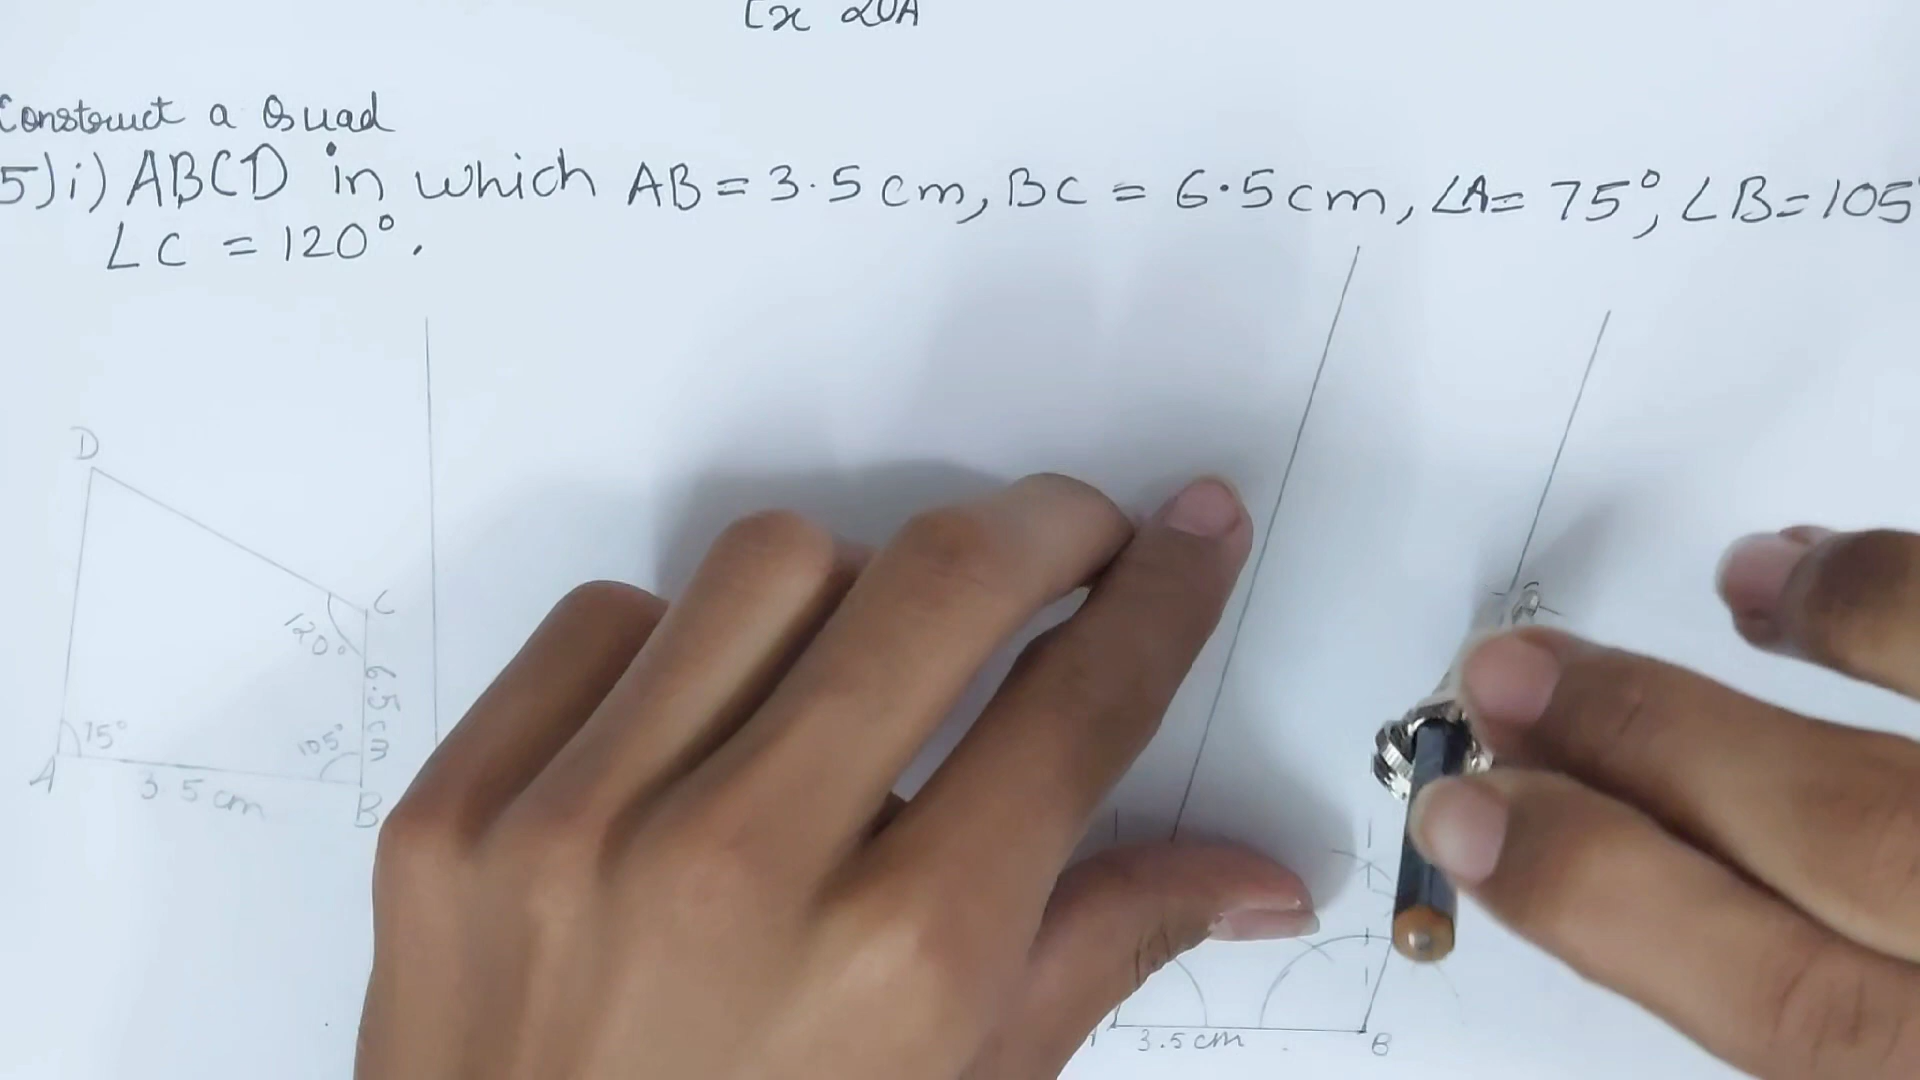 Ex 20A
Construct a Quad
5) i) ABCD in which AB = 3.5 cm, BC = 6.5 cm, ∠A = 75°, ∠B = 105°
∠C = 120°.
D
C
120°
6.5 cm
75°
105°
A
3.5 cm
B
A
3.5 cm
B